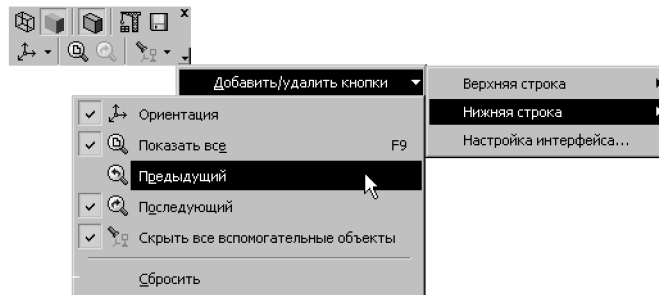 Добавить/удалить кнопки
Верхняя строка
Нижняя строка
Настройка интерфейса...
Ориентация
Показать все F9
Предыдущий
Последующий
Скрыть все вспомогательные объекты
Сбросить